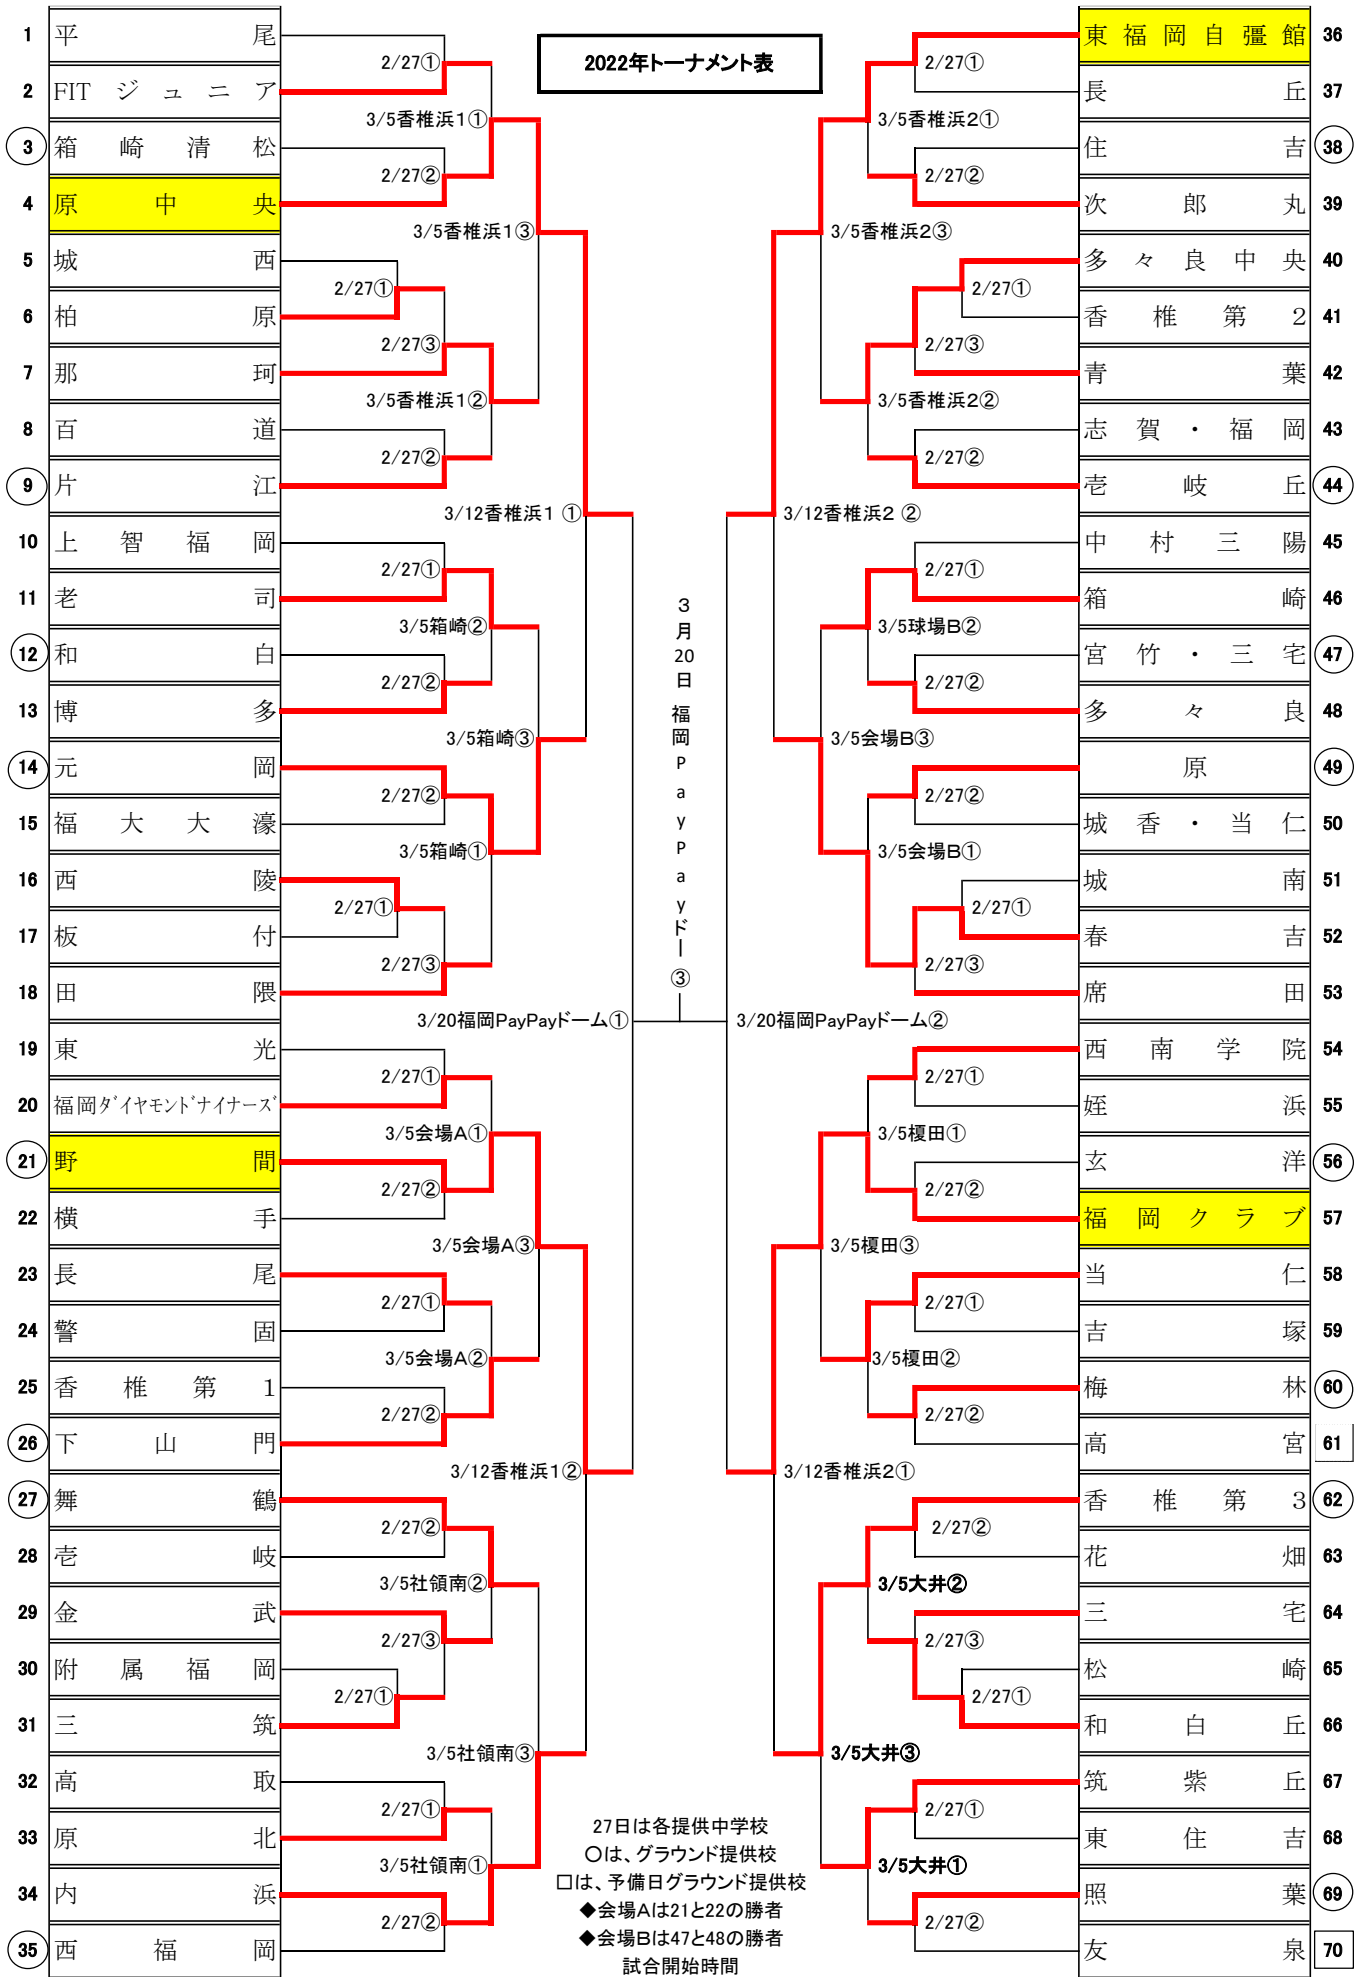 2022年トーナメント表
1 平尾
2/27①
2 FITジュニア
3/5香椎浜1①
3 箱崎清松
2/27②
4 原中央
3/5香椎浜1③
5 城西
2/27①
6 柏原
2/27③
7 那珂
3/5香椎浜1②
8 百道
2/27②
9 片江
3/12香椎浜1 ①
10 上智福岡
2/27①
11 老司
3/5箱崎②
12 和白
2/27②
13 博多
3/5箱崎③
14 元岡
2/27②
15 福大大濠
3/5箱崎①
16 西陵
2/27①
17 板付
2/27③
18 田隈
3/20福岡PayPayドーム①
19 東光
2/27①
20 福岡ダイヤモンドナイナーズ
3/5会場A①
21 野間
2/27②
22 横手
3/5会場A③
23 長尾
2/27①
24 警固
3/5会場A②
25 香椎第1
2/27②
26 下山門
3/12香椎浜1②
27 舞鶴
2/27②
28 壱岐
3/5社領南②
29 金武
2/27③
30 附属福岡
2/27①
31 三筑
3/5社領南③
32 高取
2/27①
33 原北
3/5社領南①
34 内浜
2/27②
35 西福岡
3月20日 福岡PayPayドーム③
東福岡自彊館 36
2/27①
長丘 37
3/5香椎浜2①
住吉 38
2/27②
次郎丸 39
3/5香椎浜2③
多々良中央 40
2/27①
香椎第2 41
2/27③
青葉 42
3/5香椎浜2②
志賀・福岡 43
2/27②
壱岐丘 44
3/12香椎浜2 ②
中村三陽 45
2/27①
箱崎 46
3/5球場B②
宮竹・三宅 47
2/27②
多々良 48
3/5会場B③
原 49
2/27②
城香・当仁 50
3/5会場B①
城南 51
2/27①
春吉 52
2/27③
席田 53
3/20福岡PayPayドーム②
西南学院 54
2/27①
姪浜 55
3/5榎田①
玄洋 56
2/27②
福岡クラブ 57
3/5榎田③
当仁 58
2/27①
吉塚 59
3/5榎田②
梅林 60
2/27②
高宮 61
3/12香椎浜2①
香椎第3 62
2/27②
花畑 63
3/5大井②
三宅 64
2/27③
松崎 65
2/27①
和白丘 66
3/5大井③
筑紫丘 67
2/27①
東住吉 68
3/5大井①
照葉 69
2/27②
友泉 70
27日は各提供中学校
〇は、グラウンド提供校
□は、予備日グラウンド提供校
◆会場Aは21と22の勝者
◆会場Bは47と48の勝者
試合開始時間